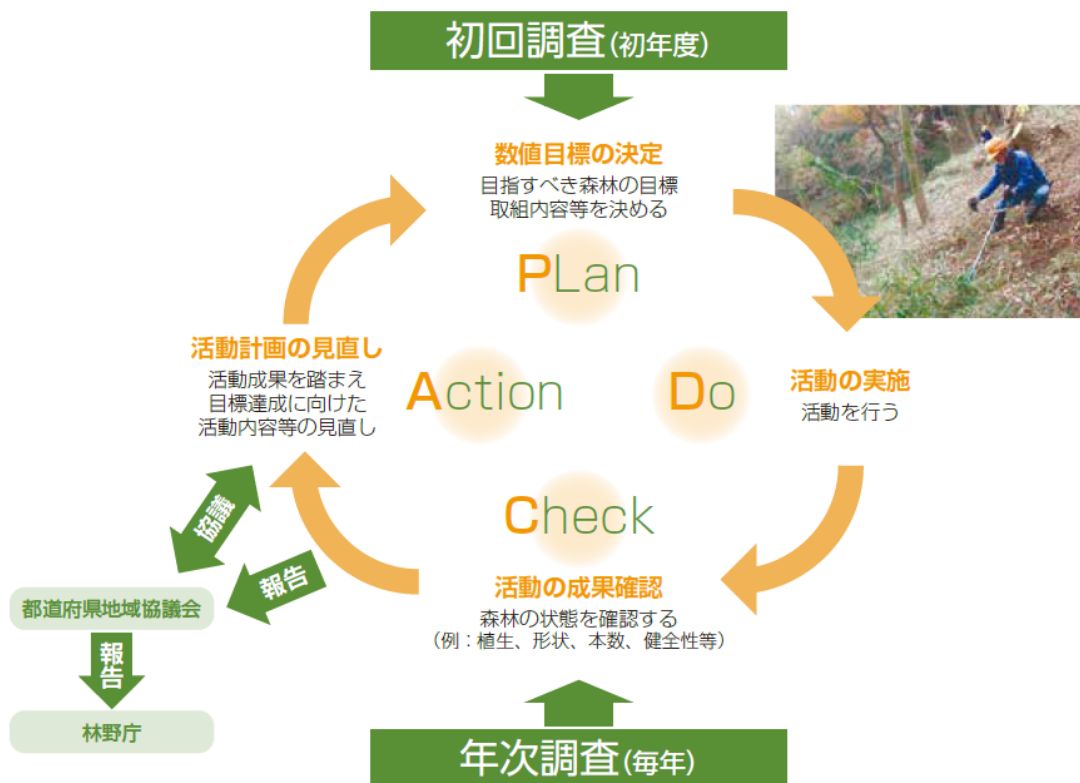 初回調査(初年度)
数値目標の決定
目指すべき森林の目標
取組内容等を決める
PLan
活動計画の見直し
活動成果を踏まえ
目標達成に向けた
活動内容等の見直し
Action
Do
活動の実施
活動を行う
Check
活動の成果確認
森林の状態を確認する
(例：植生、形状、本数、健全性等)
協議
報告
都道府県地域協議会
報告
林野庁
年次調査(毎年)